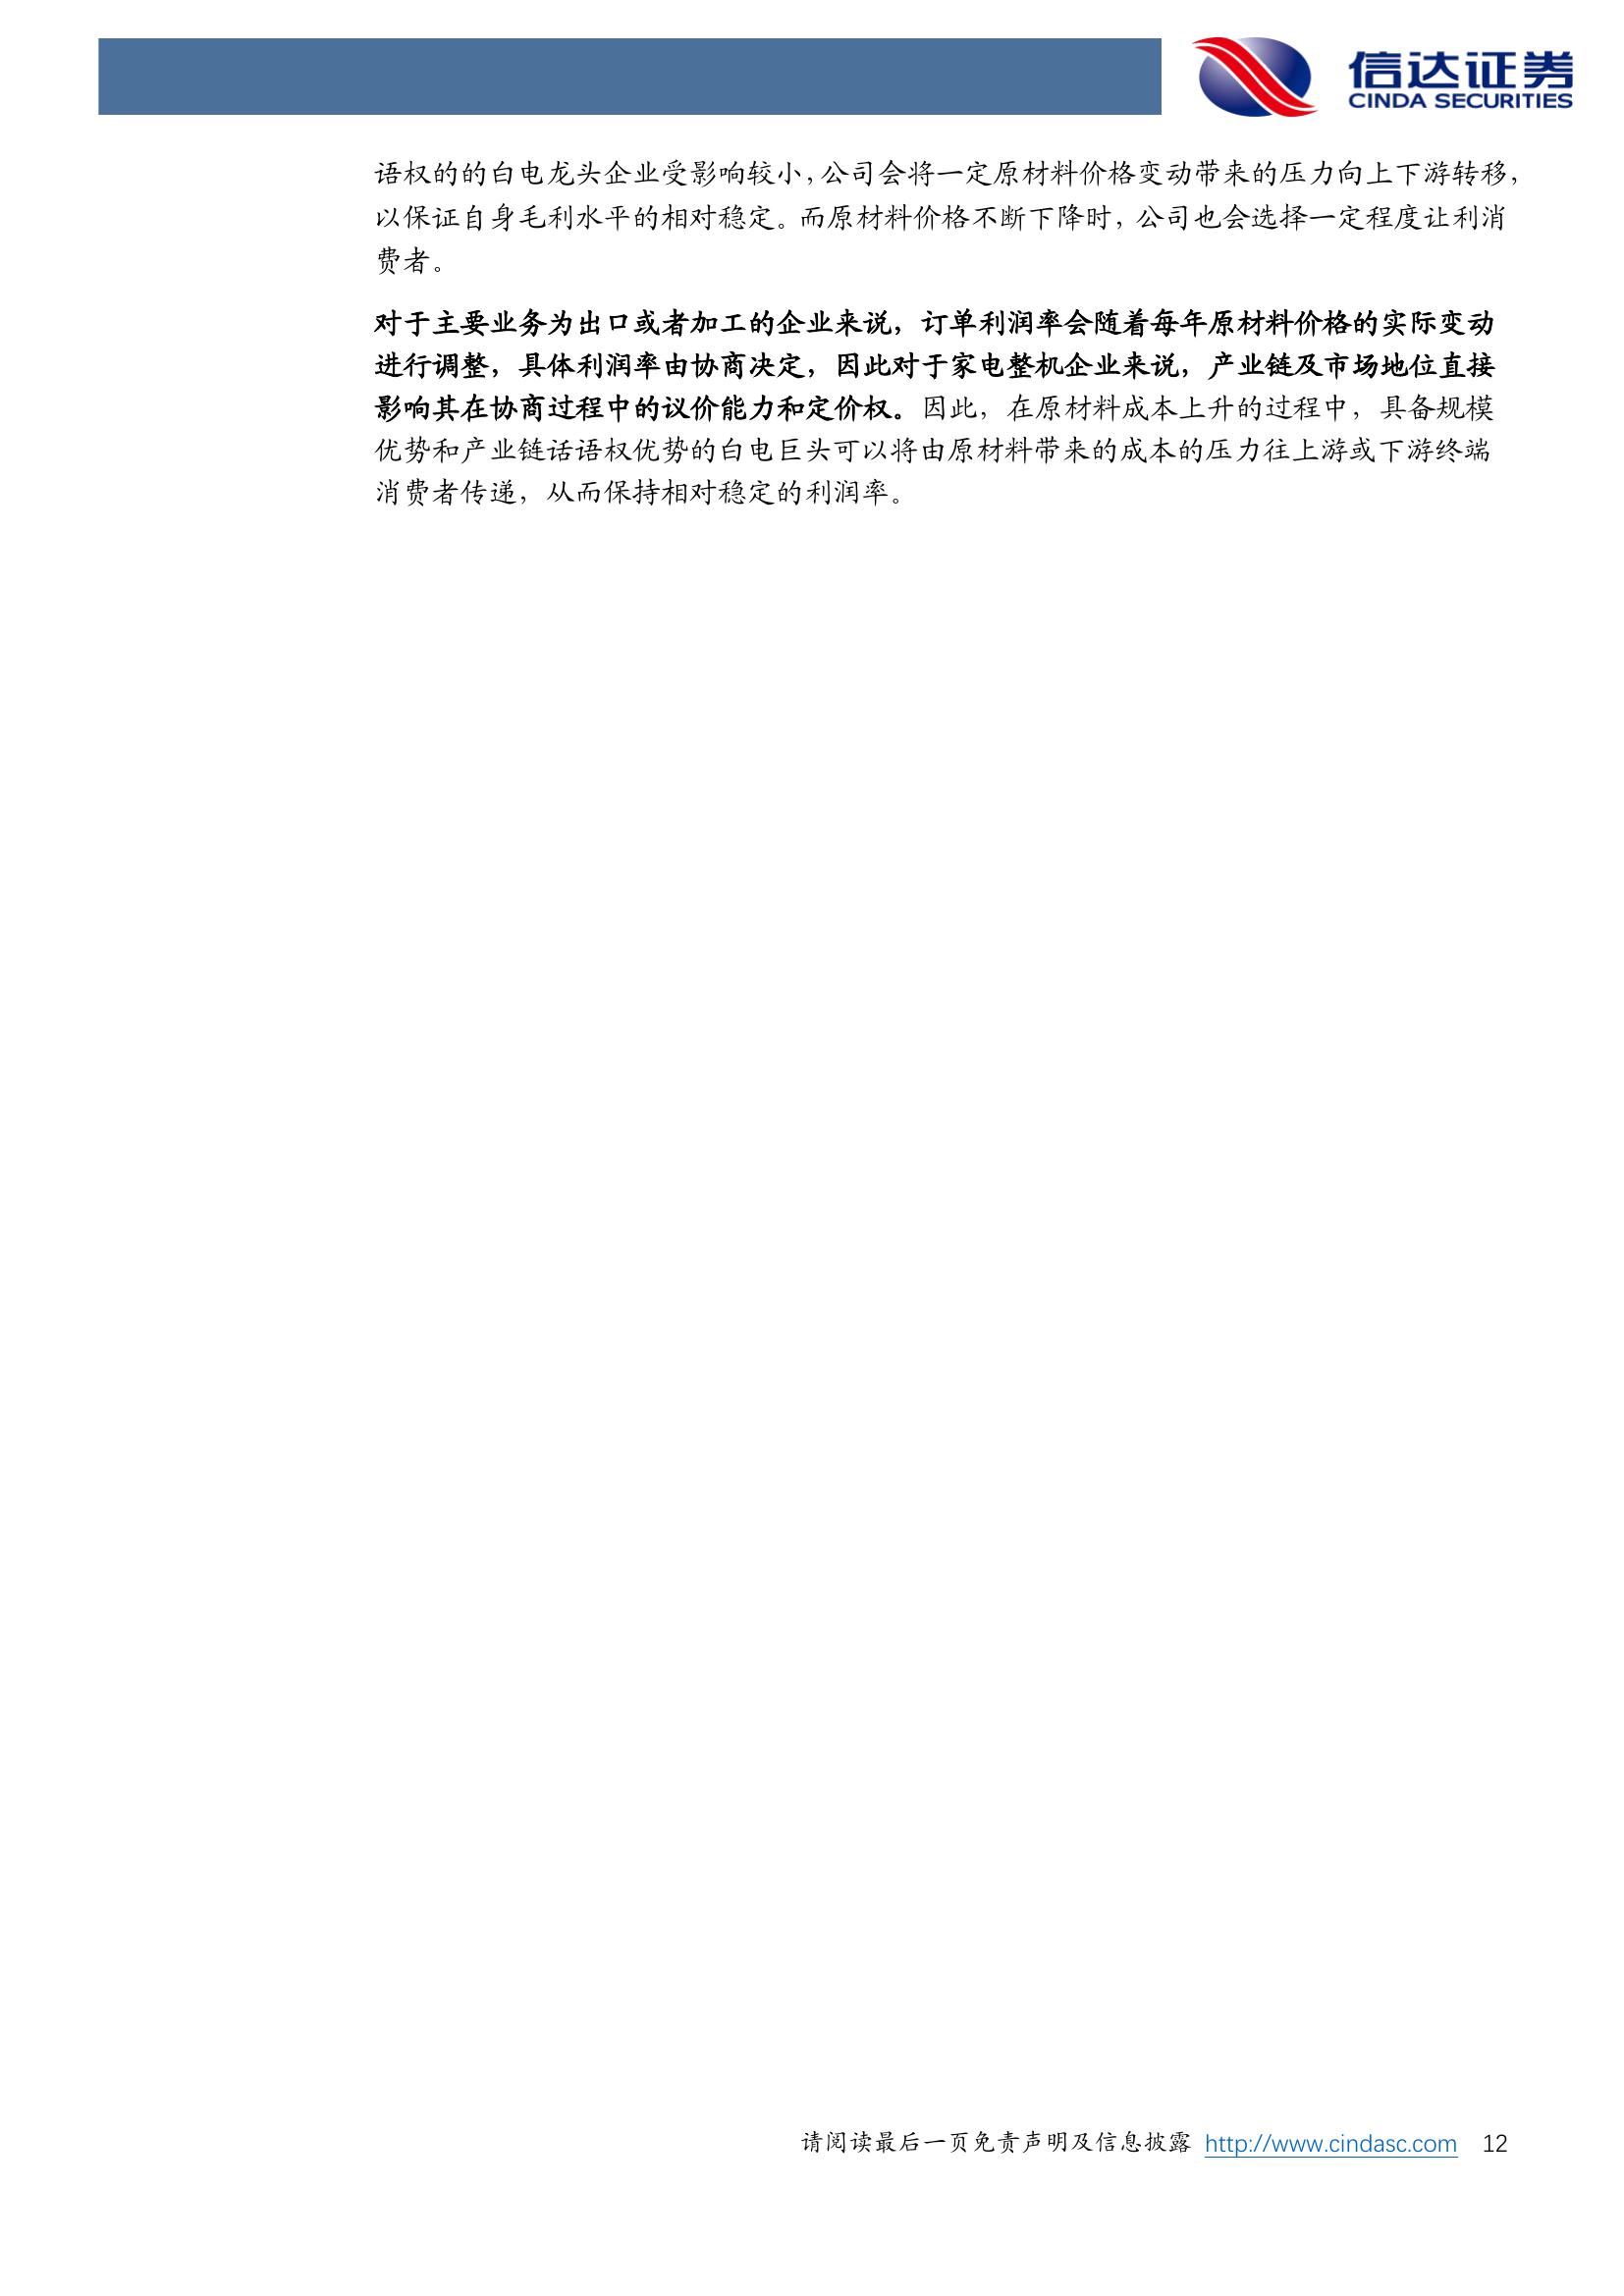 信达证券
CINDA SECURITIES
语权的的白电龙头企业受影响较小，公司会将一定原材料价格变动带来的压力向上下游转移，
以保证自身毛利水平的相对稳定。而原材料价格不断下降时，公司也会选择一定程度让利消
费者。
对于主要业务为出口或者加工的企业来说，订单利润率会随着每年原材料价格的实际变动
进行调整，具体利润率由协商决定，因此对于家电整机企业来说，产业链及市场地位直接
影响其在协商过程中的议价能力和定价权。因此，在原材料成本上升的过程中，具备规模
优势和产业链话语权优势的白电巨头可以将由原材料带来的成本的压力往上游或下游终端
消费者传递，从而保持相对稳定的利润率。
请阅读最后一页免责声明及信息披露 http://www.cindasc.com 12